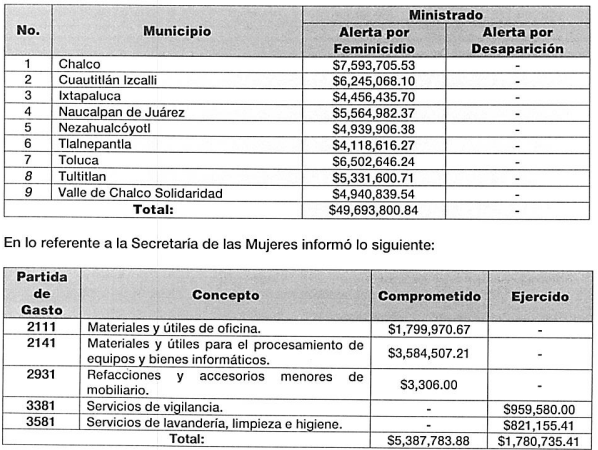 No. Municipio Ministrado
Alerta por Feminicidio Alerta por Desaparición
1 Chalco $7,593,705.53 -
2 Cuautitlán Izcalli $6,245,068.10 -
3 Ixtapaluca $4,456,435.70 -
4 Naucalpan de Juárez $5,564,982.37 -
5 Nezahualcóyotl $4,939,906.38 -
6 Tlalnepantla $4,118,616.27 -
7 Toluca $6,502,646.24 -
8 Tultitlan $5,331,600.71 -
9 Valle de Chalco Solidaridad $4,940,839.54 -
Total: $49,693,800.84 -
En lo referente a la Secretaría de las Mujeres informó lo siguiente:
Partida de Gasto Concepto Comprometido Ejercido
2111 Materiales y útiles de oficina. $1,799,970.67 -
2141 Materiales y útiles para el procesamiento de
equipos y bienes informáticos. $3,584,507.21 -
2931 Refacciones y accesorios menores de
mobiliario. $3,306.00 -
3381 Servicios de vigilancia. - $959,580.00
3581 Servicios de lavandería, limpieza e higiene. - $821,155.41
Total: $5,387,783.88 $1,780,735.41